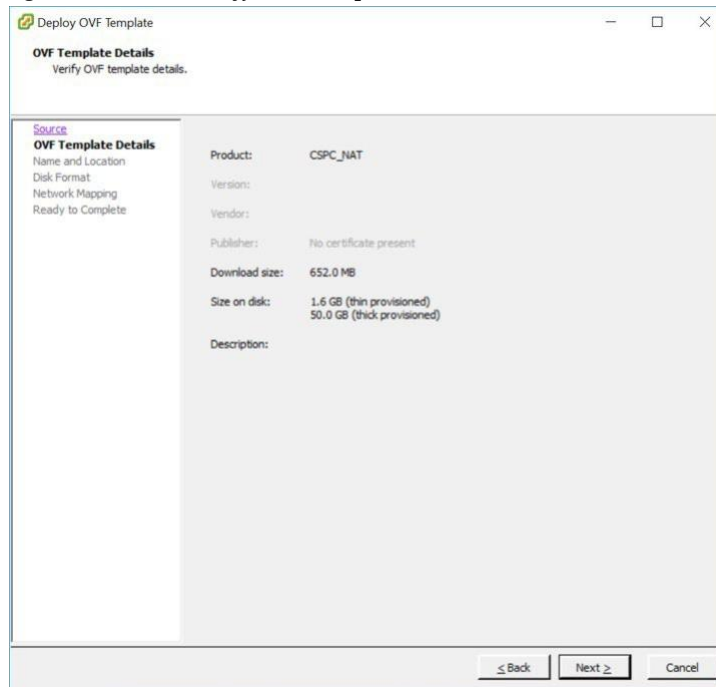 Deploy OVF Template
OVF Template Details
Verify OVF template details.
Source
OVF Template Details
Name and Location
Disk Format
Network Mapping
Ready to Complete
Product: CSPC_NAT
Version:
Vendor:
Publisher: No certificate present
Download size: 652.0 MB
Size on disk: 1.6 GB (thin provisioned)
50.0 GB (thick provisioned)
Description:
≤ Back Next ≥ Cancel